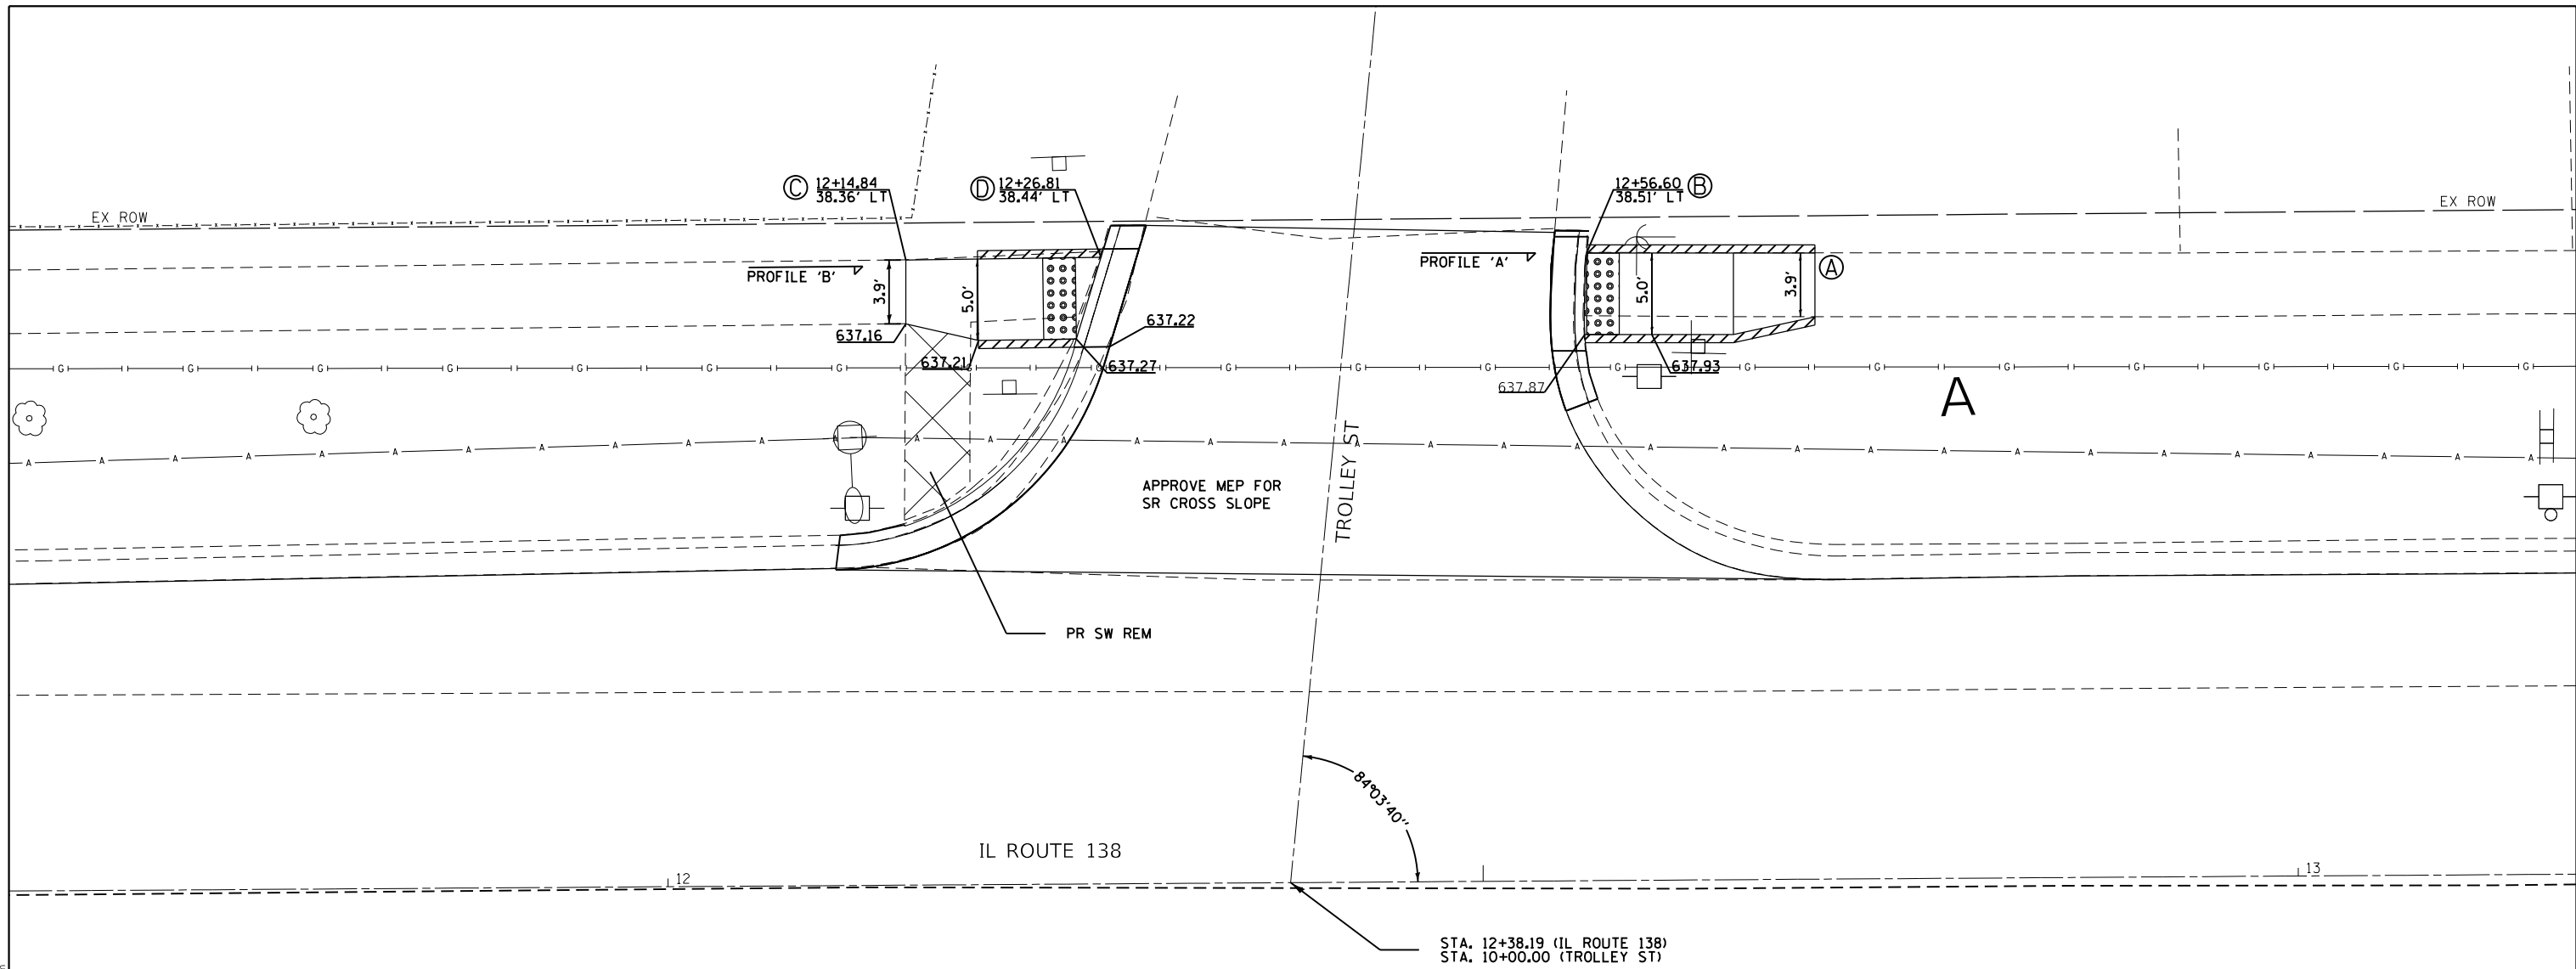 Ⓒ 12+14.84
38.36' LT
Ⓓ 12+26.81
38.44' LT
12+56.60 Ⓑ
38.51' LT
EX ROW
EX ROW
PROFILE 'B'
PROFILE 'A'
Ⓐ
3.9'
5.0'
5.0'
3.9'
637.16
637.21
637.22
637.27
637.87
637.93
G G G G G G G G G G G G G G G G G G G G
A
A A A A A A A A A A A A A A A A A A A A A A A A A A A A A A A A A A A
APPROVE MEP FOR
SR CROSS SLOPE
TROLLEY ST
PR SW REM
84°03'40"
IL ROUTE 138
12
13
STA. 12+38.19 (IL ROUTE 138)
STA. 10+00.00 (TROLLEY ST)